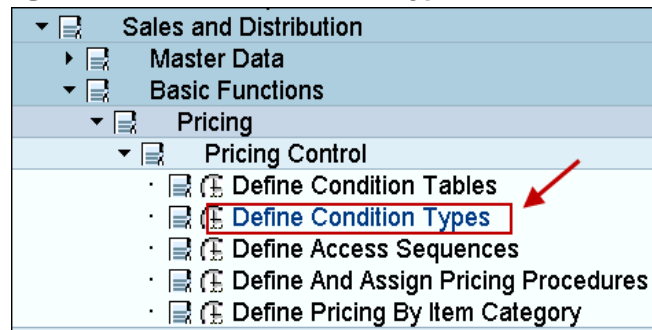 Sales and Distribution
Master Data
Basic Functions
Pricing
Pricing Control
Define Condition Tables
Define Condition Types
Define Access Sequences
Define And Assign Pricing Procedures
Define Pricing By Item Category